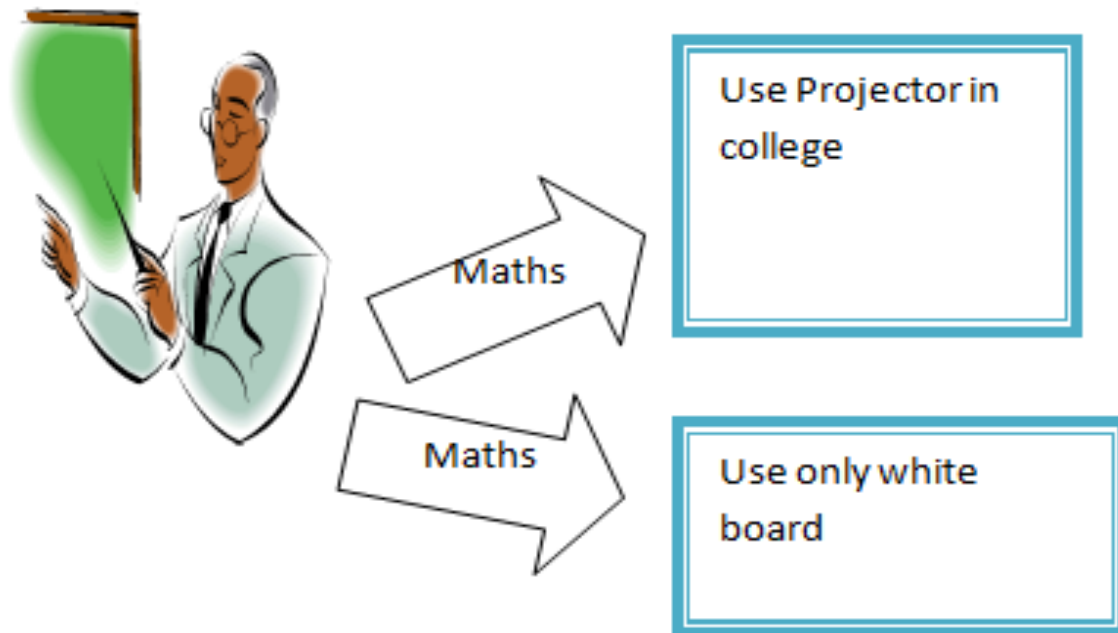 Use Projector in
college
Maths
Maths
Use only white
board